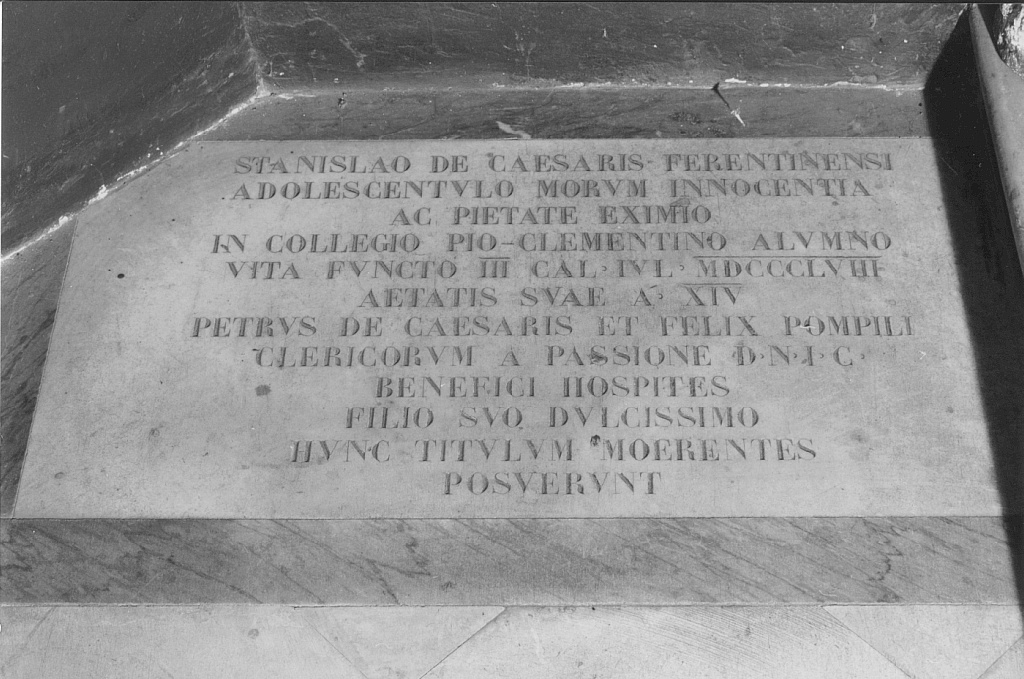 STANISLAO DE CAESARIS·FERENTINENSI
ADOLESCENTVLO MORVM INNOCENTIA
AC PIETATE EXIMIO
IN COLLEGIO PIO-CLEMENTINO ALVMNO
VITA FVNCTO III CAL·IVL·MDCCCLVIII·
AETATIS SVAE A· XIV
PETRVS DE CAESARIS ET FELIX POMPILI
CLERICORVM A PASSIONE D·N·I·C·
BENEFICI HOSPITES
FILIO SVO DVLCISSIMO
HVNC TITVLVM MOERENTES
POSVERVNT